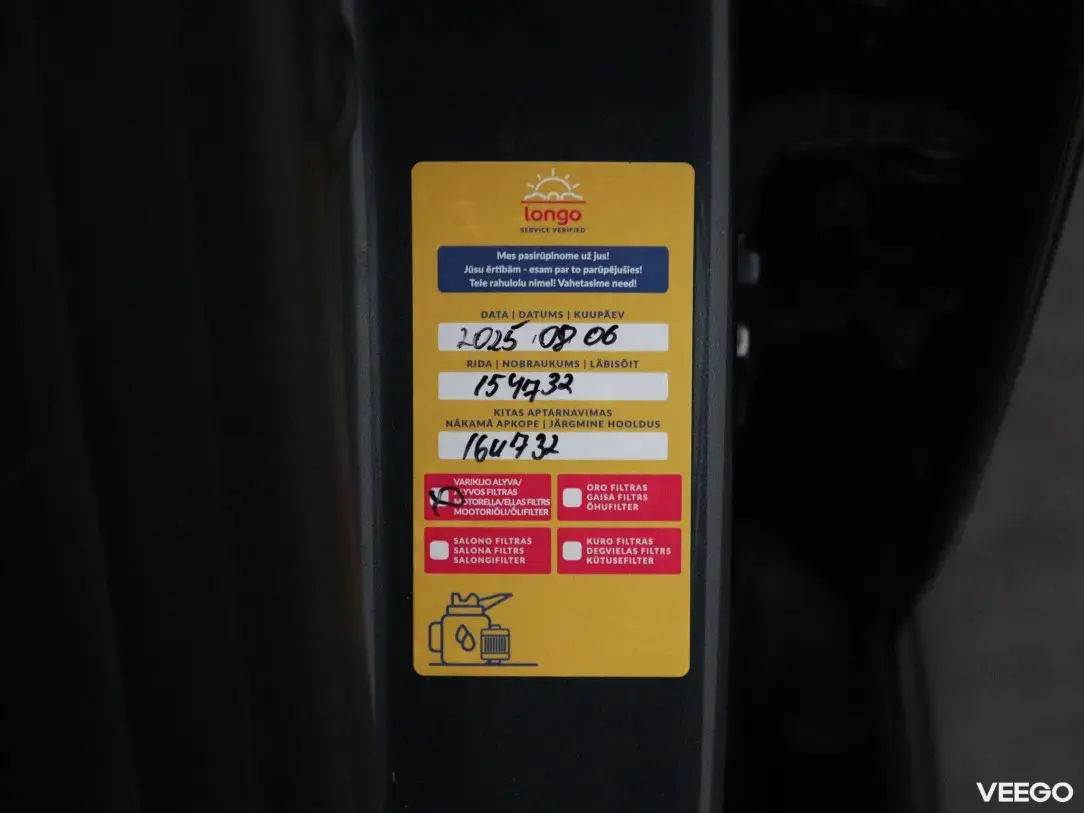 longo
SERVICE VERIFIED
Mes pasirūpinome už jus!
Jūsu ērtībām - esam par to parūpējušies!
Teie rahulolu nimel! Vahetasime need!
DATA | DATUMS | KUUPÄEV
2025.08 06
RIDA | NOBRAUKUMS | LÄBISÕIT
154732
KITAS APTARNAVIMAS
NĀKAMĀ APKOPE | JÄRGMINE HOOLDUS
164732
VARIKLIO ALYVA/
ALYVOS FILTRAS
MOTOREĻĻA/EĻĻAS FILTRS
MOOTORIÕLI/ÕLIFILTER
ORO FILTRAS
GAISA FILTRS
ÕHUFILTER
SALONO FILTRAS
SALONA FILTRS
SALONGIFILTER
KURO FILTRAS
DEGVIELAS FILTRS
KÜTUSEFILTER
VEEGO